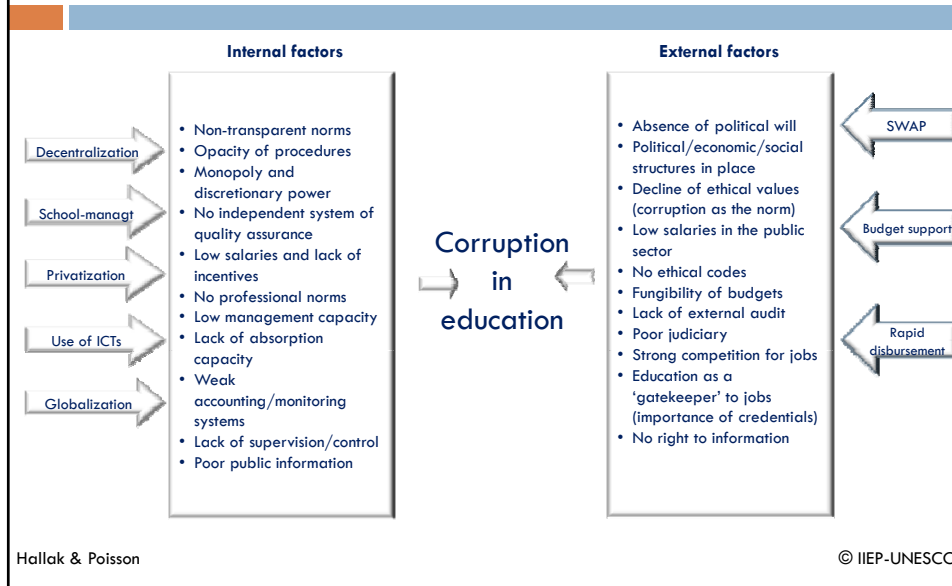 Internal factors
External factors
Decentralization
School-managt
Privatization
Use of ICTs
Globalization
• Non-transparent norms
• Opacity of procedures
• Monopoly and
discretionary power
• No independent system of
quality assurance
• Low salaries and lack of
incentives
• No professional norms
• Low management capacity
• Lack of absorption
capacity
• Weak
accounting/monitoring
systems
• Lack of supervision/control
• Poor public information
Corruption
in
education
• Absence of political will
• Political/economic/social
structures in place
• Decline of ethical values
(corruption as the norm)
• Low salaries in the public
sector
• No ethical codes
• Fungibility of budgets
• Lack of external audit
• Poor judiciary
• Strong competition for jobs
• Education as a
‘gatekeeper’ to jobs
(importance of credentials)
• No right to information
SWAP
Budget support
Rapid
disbursement
Hallak & Poisson
© IIEP-UNESCO